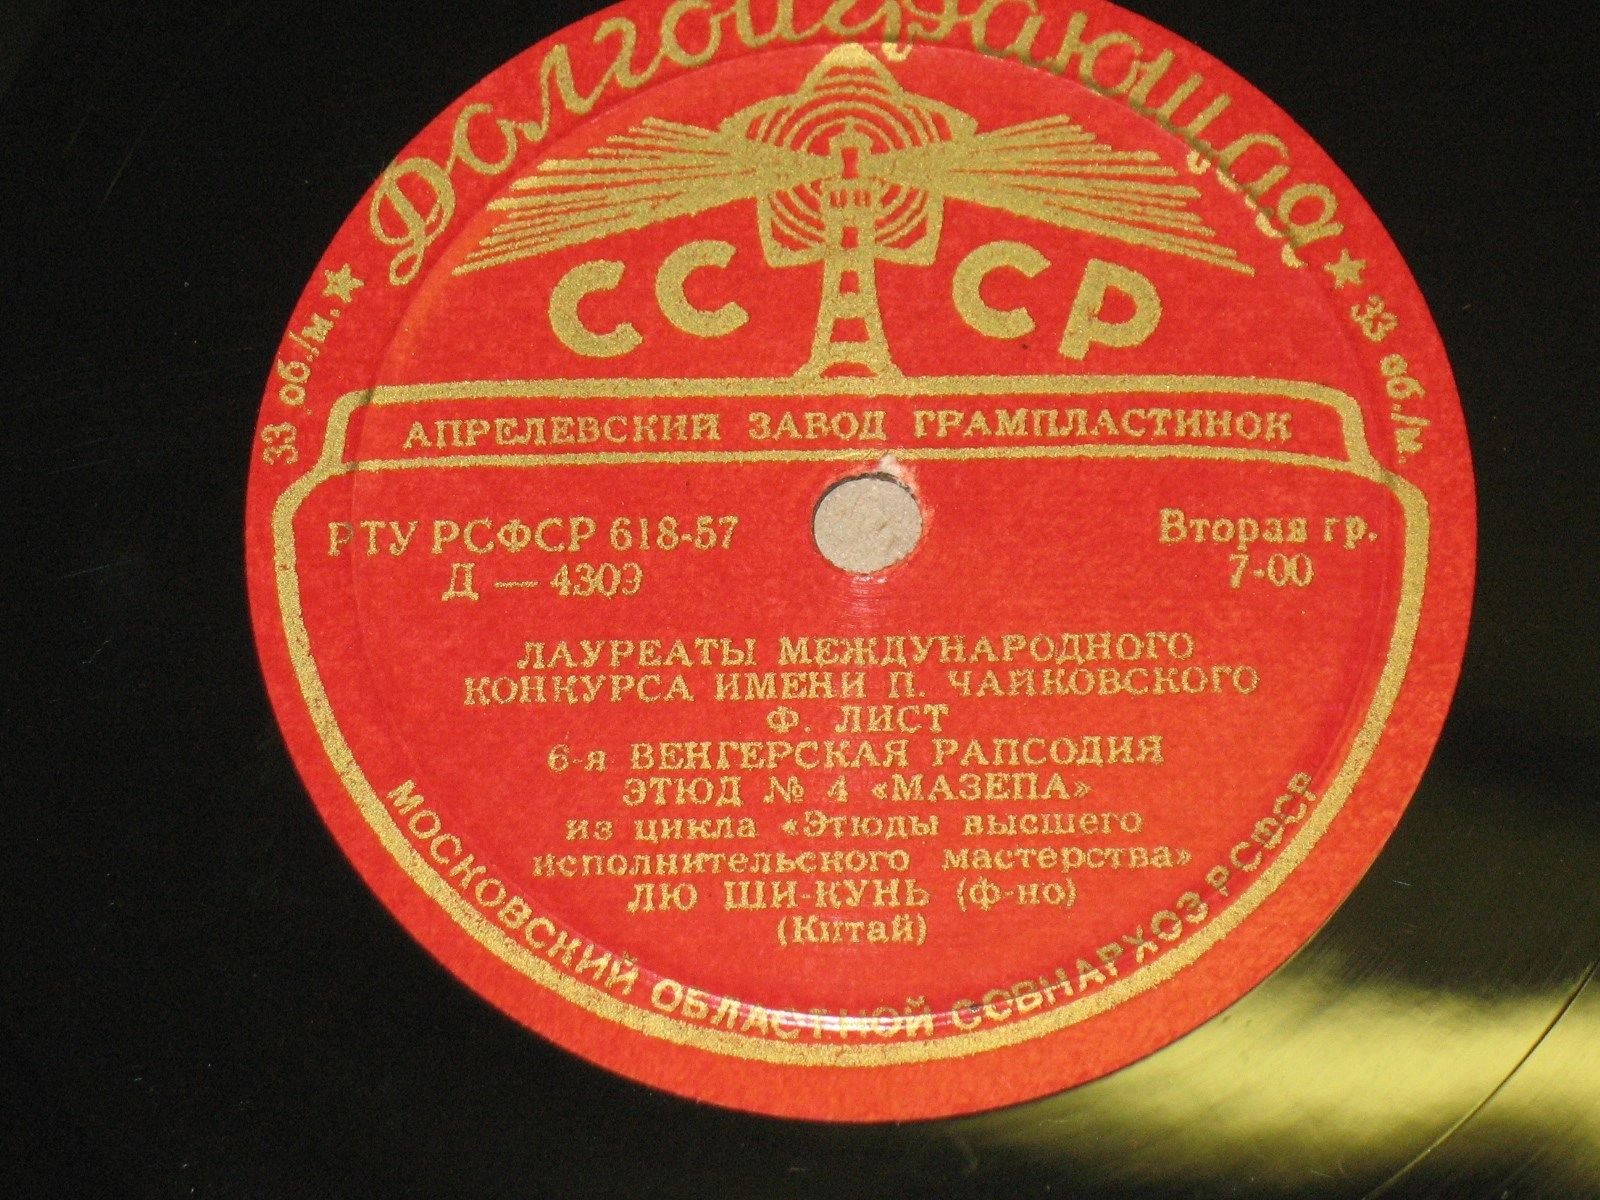 Долгоиграющая
33 об./м. ★ ★ 33 об./м.
СССР
АПРЕЛЕВСКИЙ ЗАВОД ГРАМПЛАСТИНОК
РТУ РСФСР 618-57
Д — 4309
Вторая гр.
7-00
ЛАУРЕАТЫ МЕЖДУНАРОДНОГО
КОНКУРСА ИМЕНИ П. ЧАЙКОВСКОГО
Ф. ЛИСТ
6-я ВЕНГЕРСКАЯ РАПСОДИЯ
ЭТЮД № 4 «МАЗЕПА»
из цикла «Этюды высшего
исполнительского мастерства»
ЛЮ ШИ-КУНЬ (ф-но)
(Китай)
МОСКОВСКИЙ ОБЛАСТНОЙ СОВНАРХОЗ РСФСР